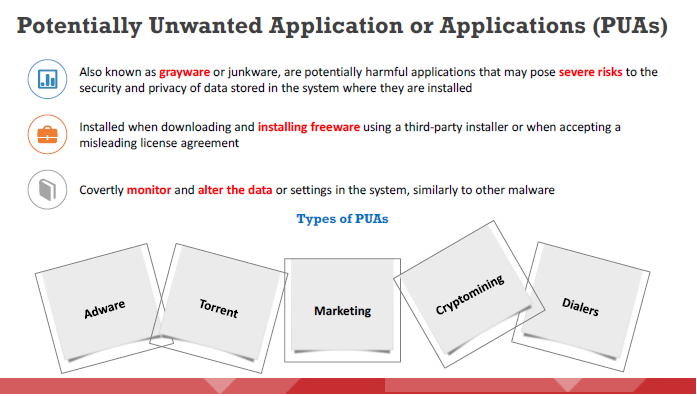 Potentially Unwanted Application or Applications (PUAs)
Also known as grayware or junkware, are potentially harmful applications that may pose severe risks to the
security and privacy of data stored in the system where they are installed
Installed when downloading and installing freeware using a third-party installer or when accepting a
misleading license agreement
Covertly monitor and alter the data or settings in the system, similarly to other malware
Types of PUAs
Adware
Torrent
Marketing
Cryptomining
Dialers